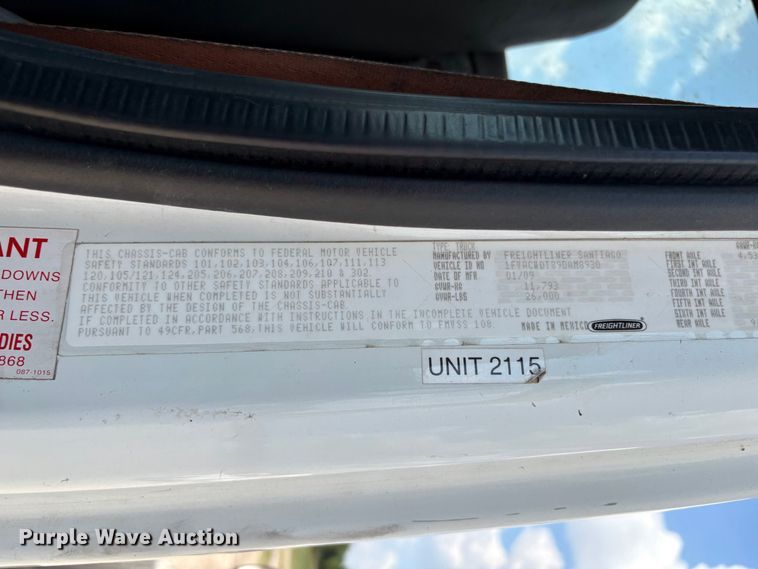 ANT
DOWNS
THEN
R LESS.
DIES
868
087-1015
THIS CHASSIS-CAB CONFORMS TO FEDERAL MOTOR VEHICLE
SAFETY STANDARDS 101,102,103,104,106,107,111,113
120,105/121,124,205,206,207,208,209,210 & 302.
CONFORMITY TO OTHER SAFETY STANDARDS APPLICABLE TO
THIS VEHICLE WHEN COMPLETED IS NOT SUBSTANTIALLY
AFFECTED BY THE DESIGN OF THE CHASSIS-CAB
IF COMPLETED IN ACCORDANCE WITH INSTRUCTIONS IN THE INCOMPLETE VEHICLE DOCUMENT
PURSUANT TO 49CFR,PART 568,THIS VEHICLE WILL CONFORM TO FMVSS 108.
TYPE: TRUCK
MANUFACTURED BY FREIGHTLINER SANTIAGO
VEHICLE ID NO
DATE OF MFR 01/09
GVWR-KG 11,793
GVWR-LBS 26,000
FRONT AXLE
FIRST INT AXLE
SECOND INT AXLE
THIRD INT AXLE
FOURTH INT AXLE
FIFTH INT AXLE
SIXTH INT AXLE
REAR AXLE
MADE IN MEXICO
FREIGHTLINER
UNIT 2115
Purple Wave Auction